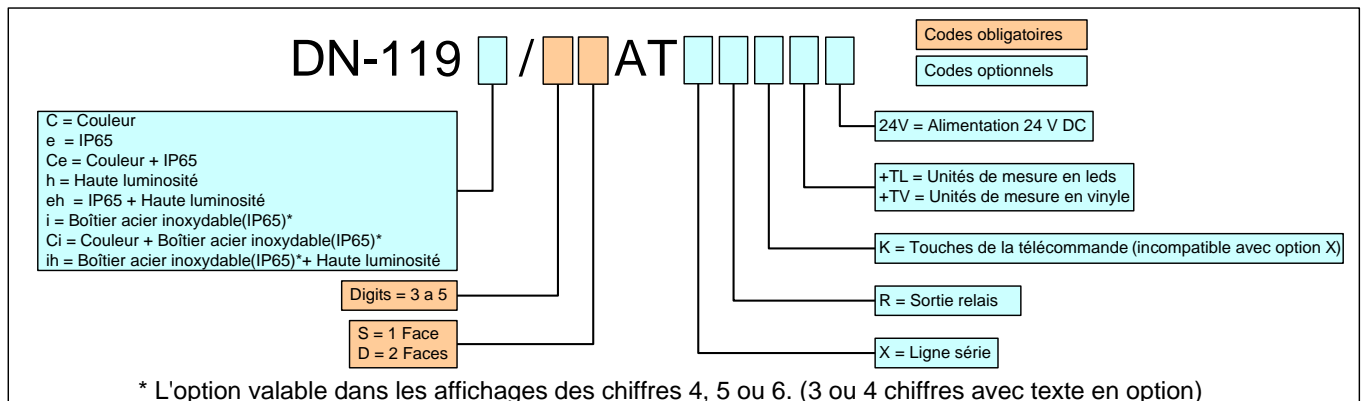 DN-119 / AT
Codes obligatoires
Codes optionnels
C = Couleur
e = IP65
Ce = Couleur + IP65
h = Haute luminosité
eh = IP65 + Haute luminosité
i = Boîtier acier inoxydable(IP65)*
Ci = Couleur + Boîtier acier inoxydable(IP65)*
ih = Boîtier acier inoxydable(IP65)*+ Haute luminosité
Digits = 3 a 5
S = 1 Face
D = 2 Faces
24V = Alimentation 24 V DC
+TL = Unités de mesure en leds
+TV = Unités de mesure en vinyle
K = Touches de la télécommande (incompatible avec option X)
R = Sortie relais
X = Ligne série
* L'option valable dans les affichages des chiffres 4, 5 ou 6. (3 ou 4 chiffres avec texte en option)